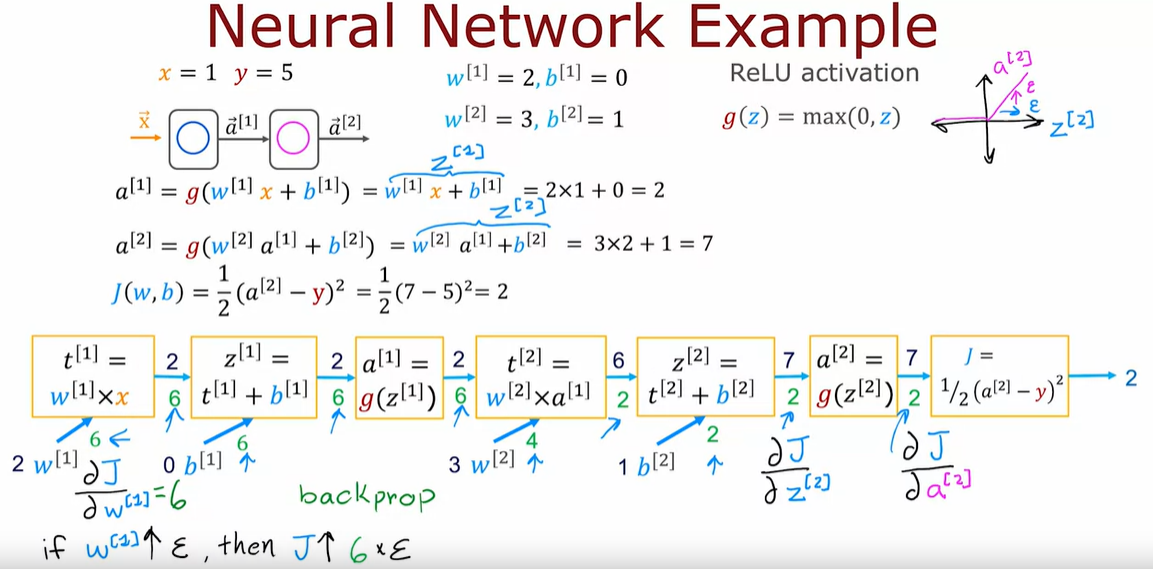 Neural Network Example
x = 1 y = 5
w[1] = 2, b[1] = 0
ReLU activation
w[2] = 3, b[2] = 1
g(z) = max(0, z)
a[2]
ε
ε
z[2]
x⃗ a⃗[1] a⃗[2]
z[1]
a[1] = g(w[1] x + b[1]) = w[1] x + b[1] = 2×1 + 0 = 2
z[2]
a[2] = g(w[2] a[1] + b[2]) = w[2] a[1] +b[2] = 3×2 + 1 = 7
J(w, b) = 1/2 (a[2] − y)² = 1/2 (7 − 5)² = 2
t[1] = 2 z[1] = 2 a[1] = 2 t[2] = 6 z[2] = 7 a[2] = 7 J =
w[1]×x 6 t[1] + b[1] 6 g(z[1]) 6 w[2]×a[1] 2 t[2] + b[2] 2 g(z[2]) 2 1/2 (a[2] − y)² 2
6 ← 6 ↑ 4 ↑ 2 ↑
2 w[1] 0 b[1] 3 w[2] 1 b[2]
∂J/∂w[1] = 6
backprop
∂J/∂z[2]
∂J/∂a[2]
if w[1]↑ ε, then J↑ 6×ε